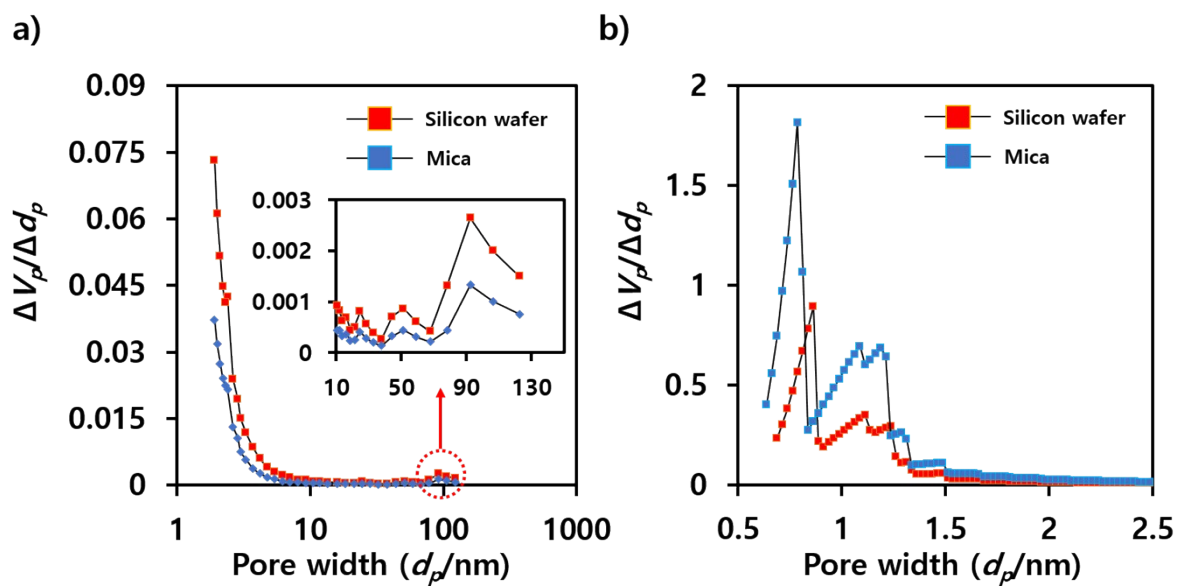 a)
ΔVp/Δdp
0.09
0.075
0.06
0.045
0.03
0.015
0
Silicon wafer
Mica
0.003
0.002
0.001
0
10 50 90 130
1 10 100 1000
Pore width (dp/nm)
b)
ΔVp/Δdp
2
1.5
1
0.5
0
Silicon wafer
Mica
0.5 1 1.5 2 2.5
Pore width (dp/nm)